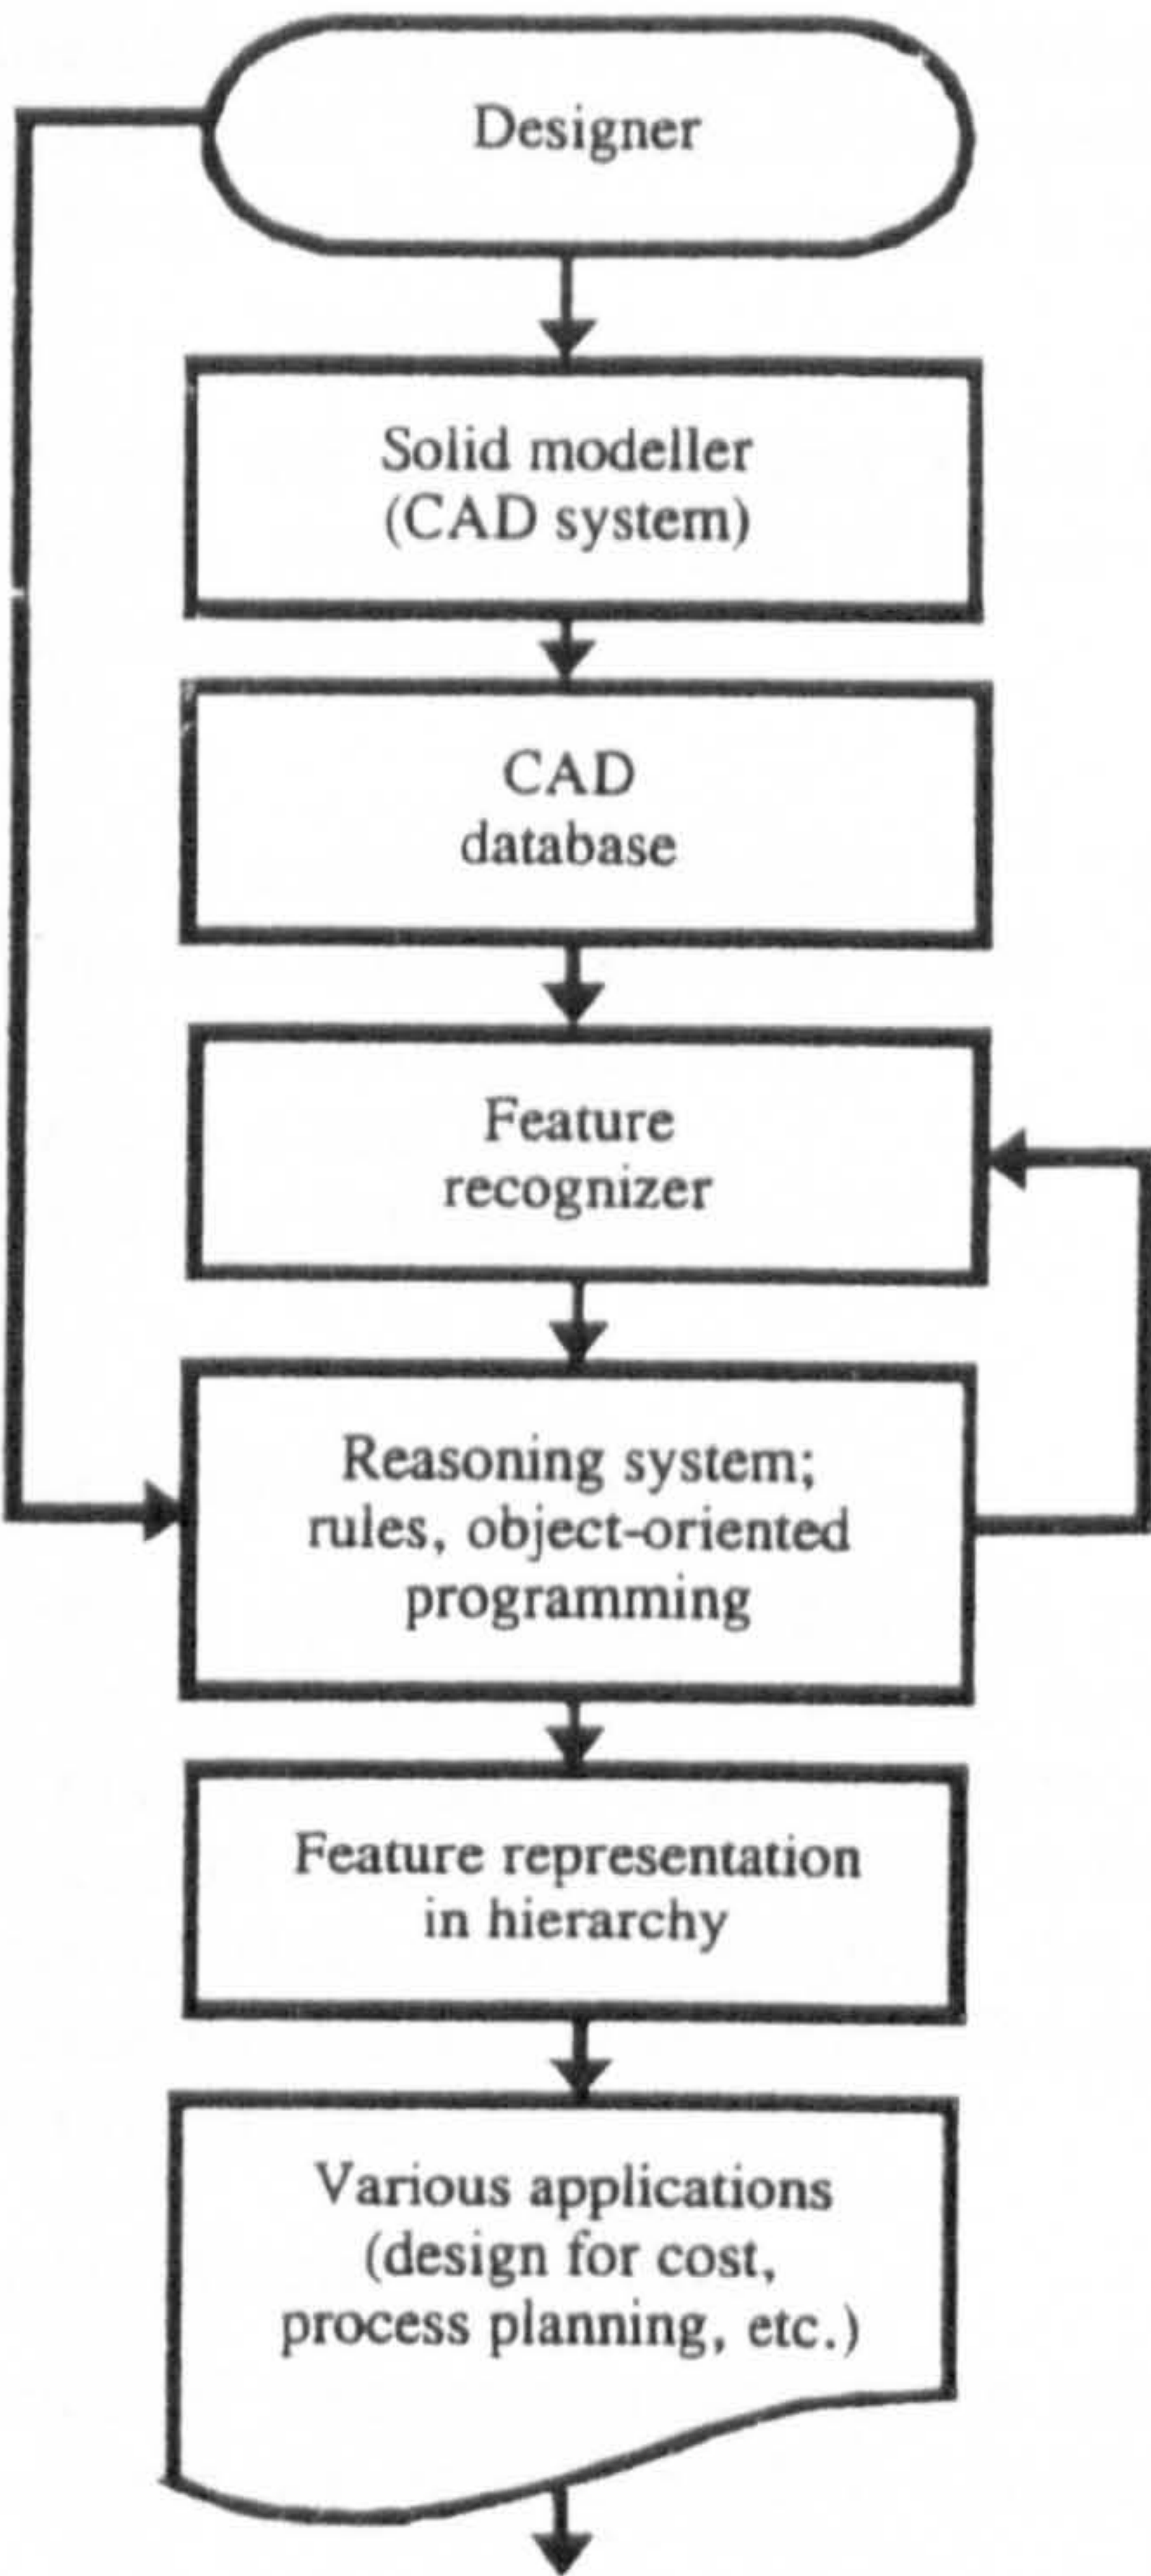 Designer
Solid modeller
(CAD system)
CAD
database
Feature
recognizer
Reasoning system;
rules, object-oriented
programming
Feature representation
in hierarchy
Various applications
(design for cost,
process planning, etc.)